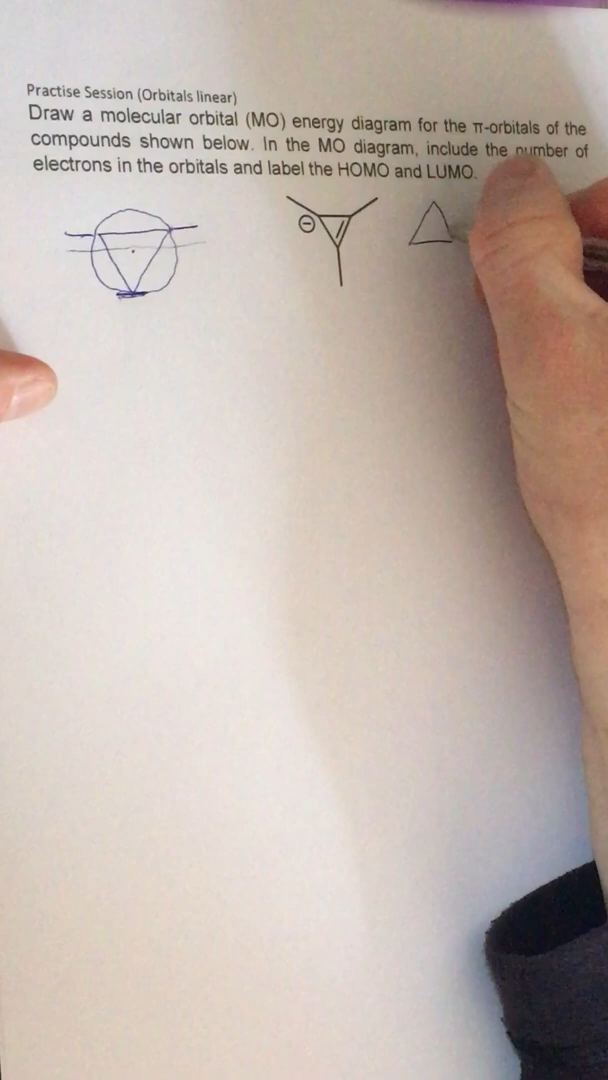 Practise Session (Orbitals linear)
Draw a molecular orbital (MO) energy diagram for the π-orbitals of the
compounds shown below. In the MO diagram, include the number of
electrons in the orbitals and label the HOMO and LUMO.
⊖